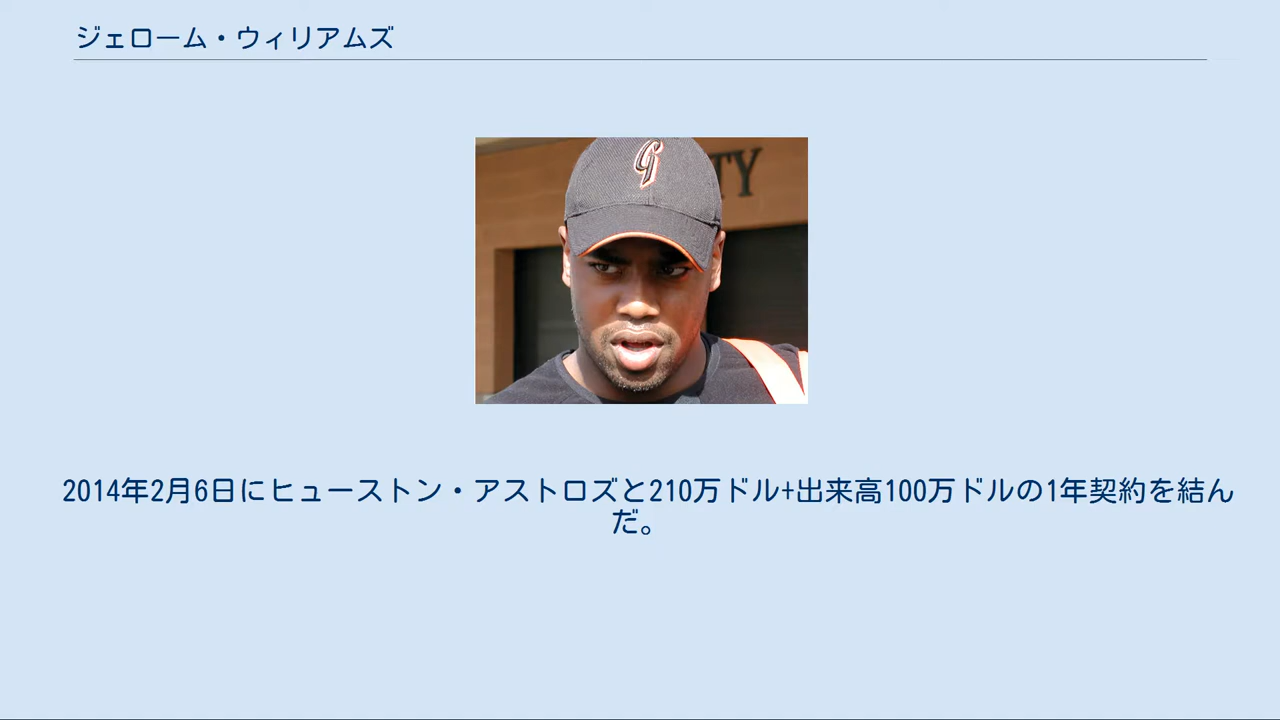 ジェローム・ウィリアムズ
G
TY
2014年2月6日にヒューストン・アストロズと210万ドル+出来高100万ドルの1年契約を結ん
だ。